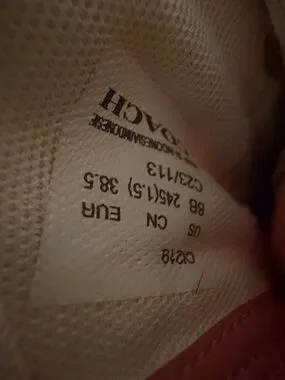 CI219
US CN EUR
8B 245(1.5) 38.5
C23/113
COACH